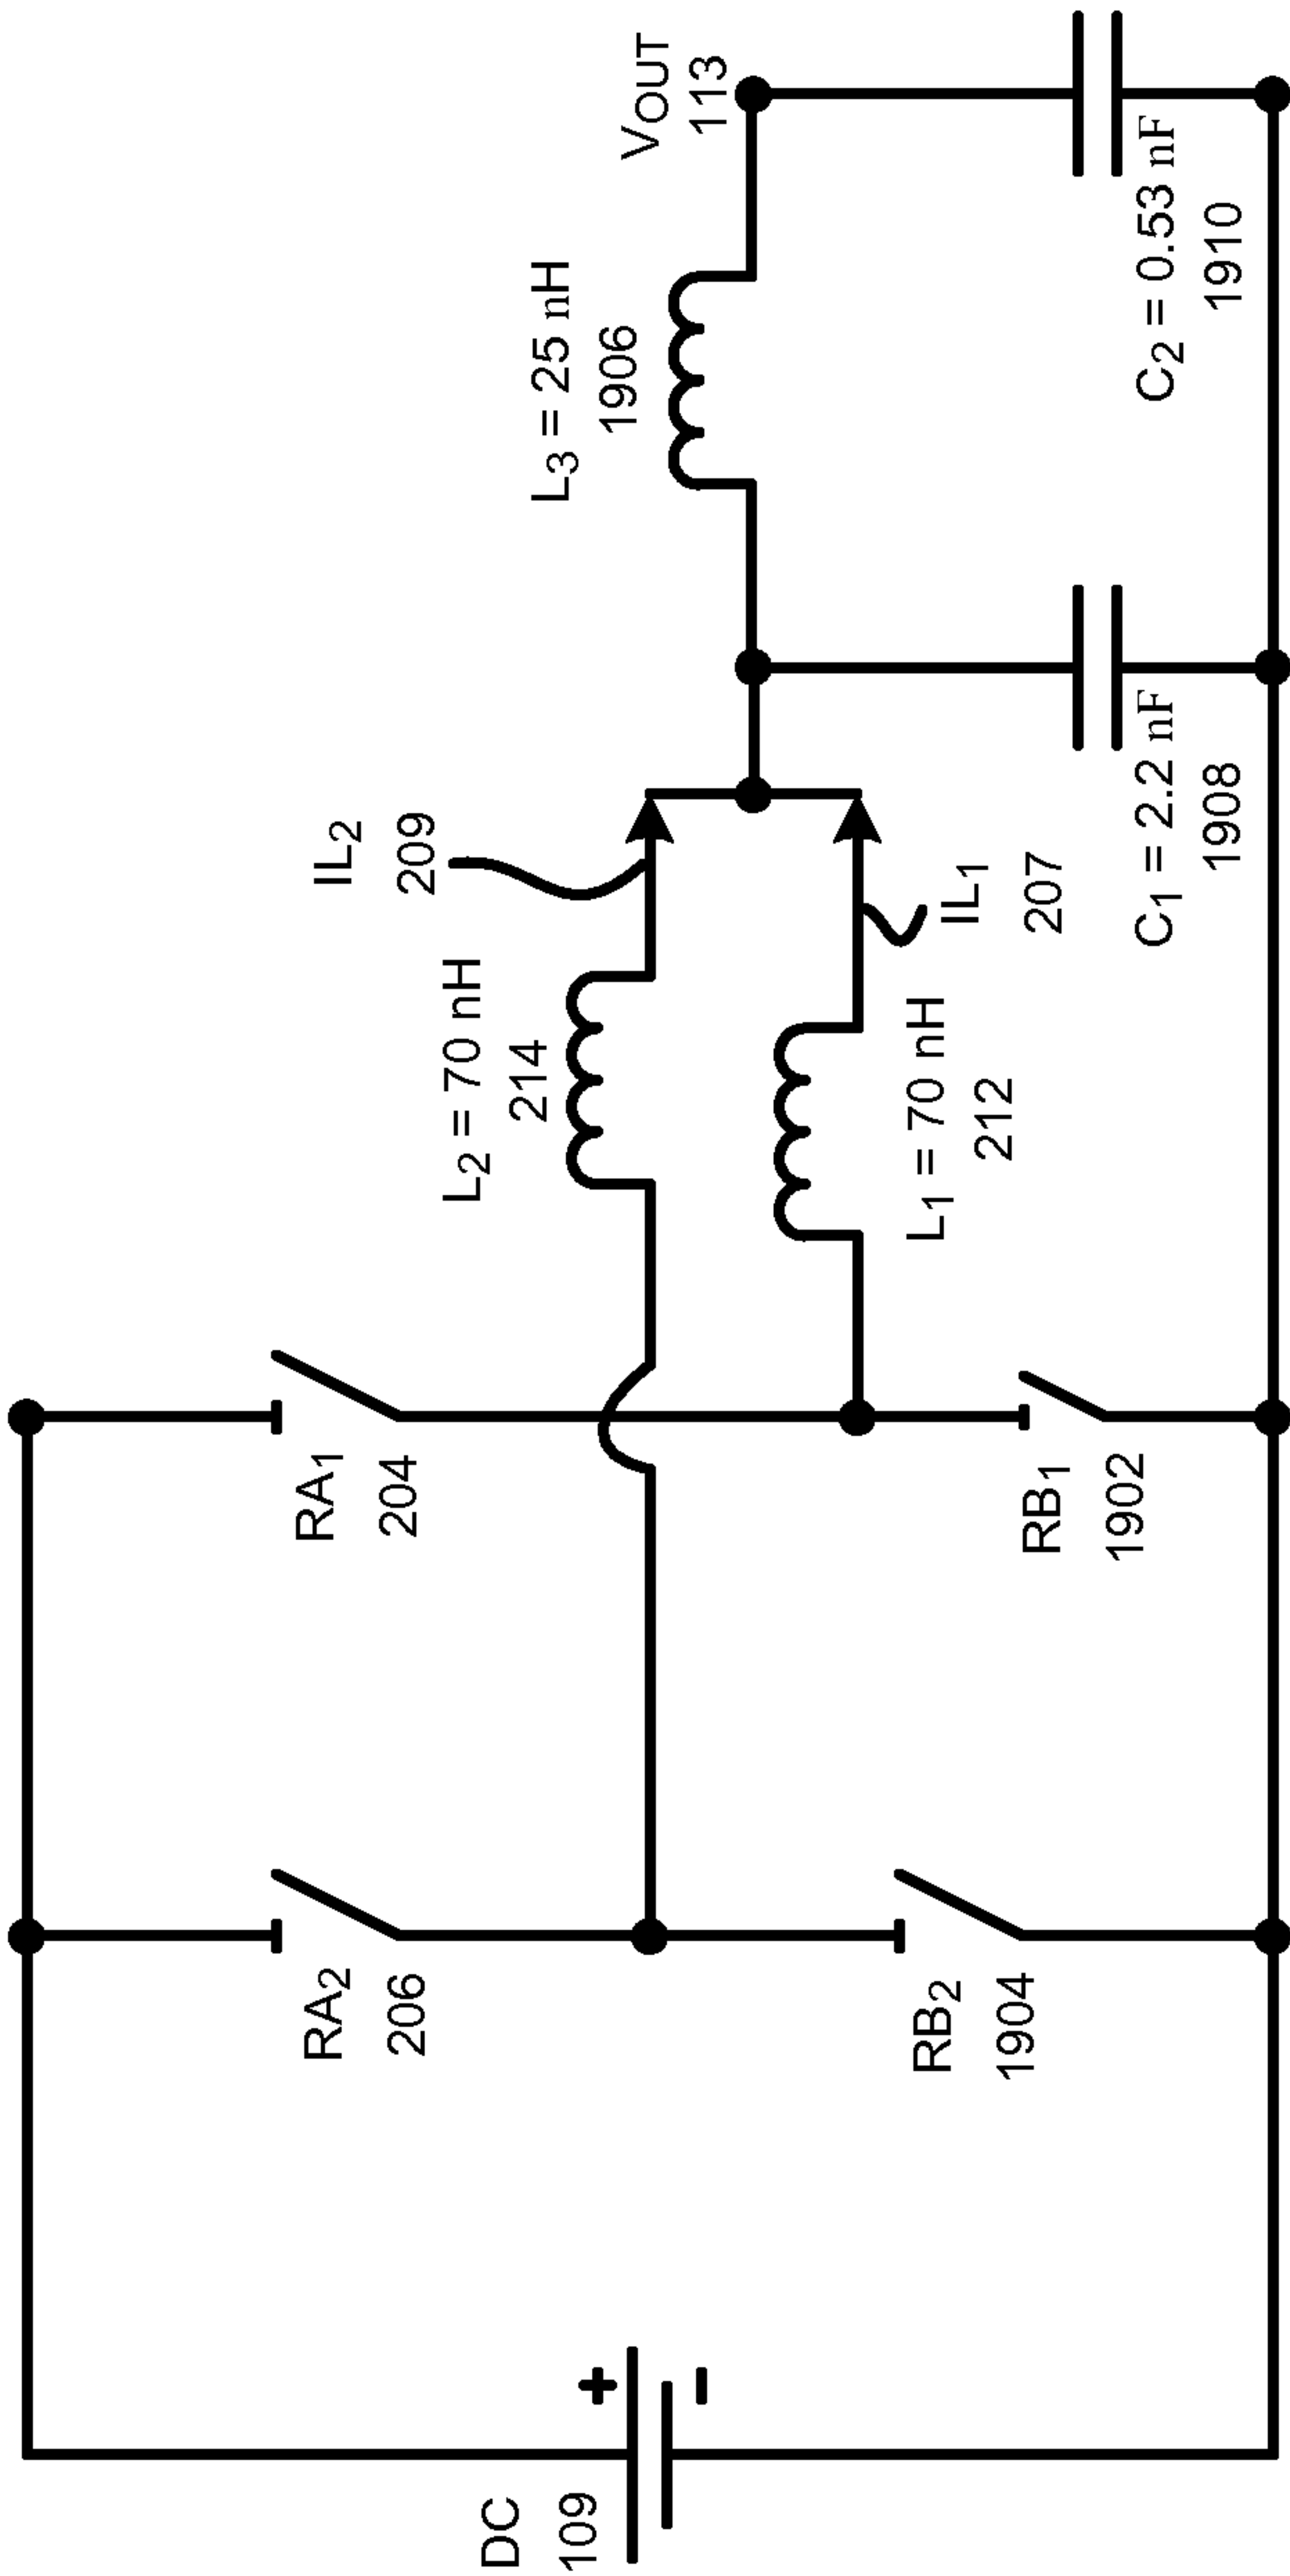 DC
109
+
-
RA2
206
RB2
1904
RA1
204
RB1
1902
L2 = 70 nH
214
L1 = 70 nH
212
IL2
209
IL1
207
C1 = 2.2 nF
1908
L3 = 25 nH
1906
VOUT
113
C2 = 0.53 nF
1910